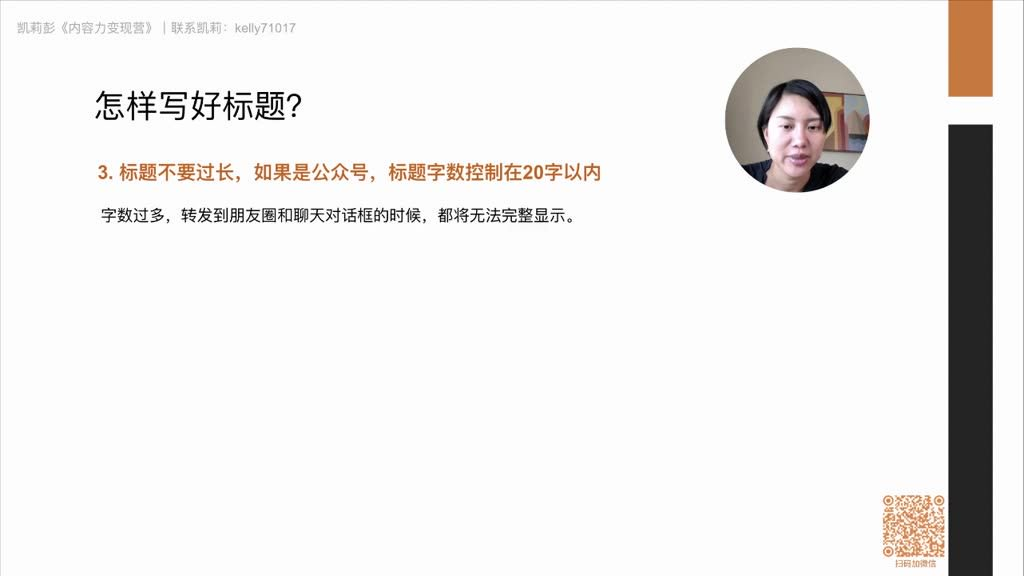 凯莉彭《内容力变现营》｜联系凯莉：kelly71017
怎样写好标题？
3. 标题不要过长，如果是公众号，标题字数控制在20字以内
字数过多，转发到朋友圈和聊天对话框的时候，都将无法完整显示。
扫码加微信